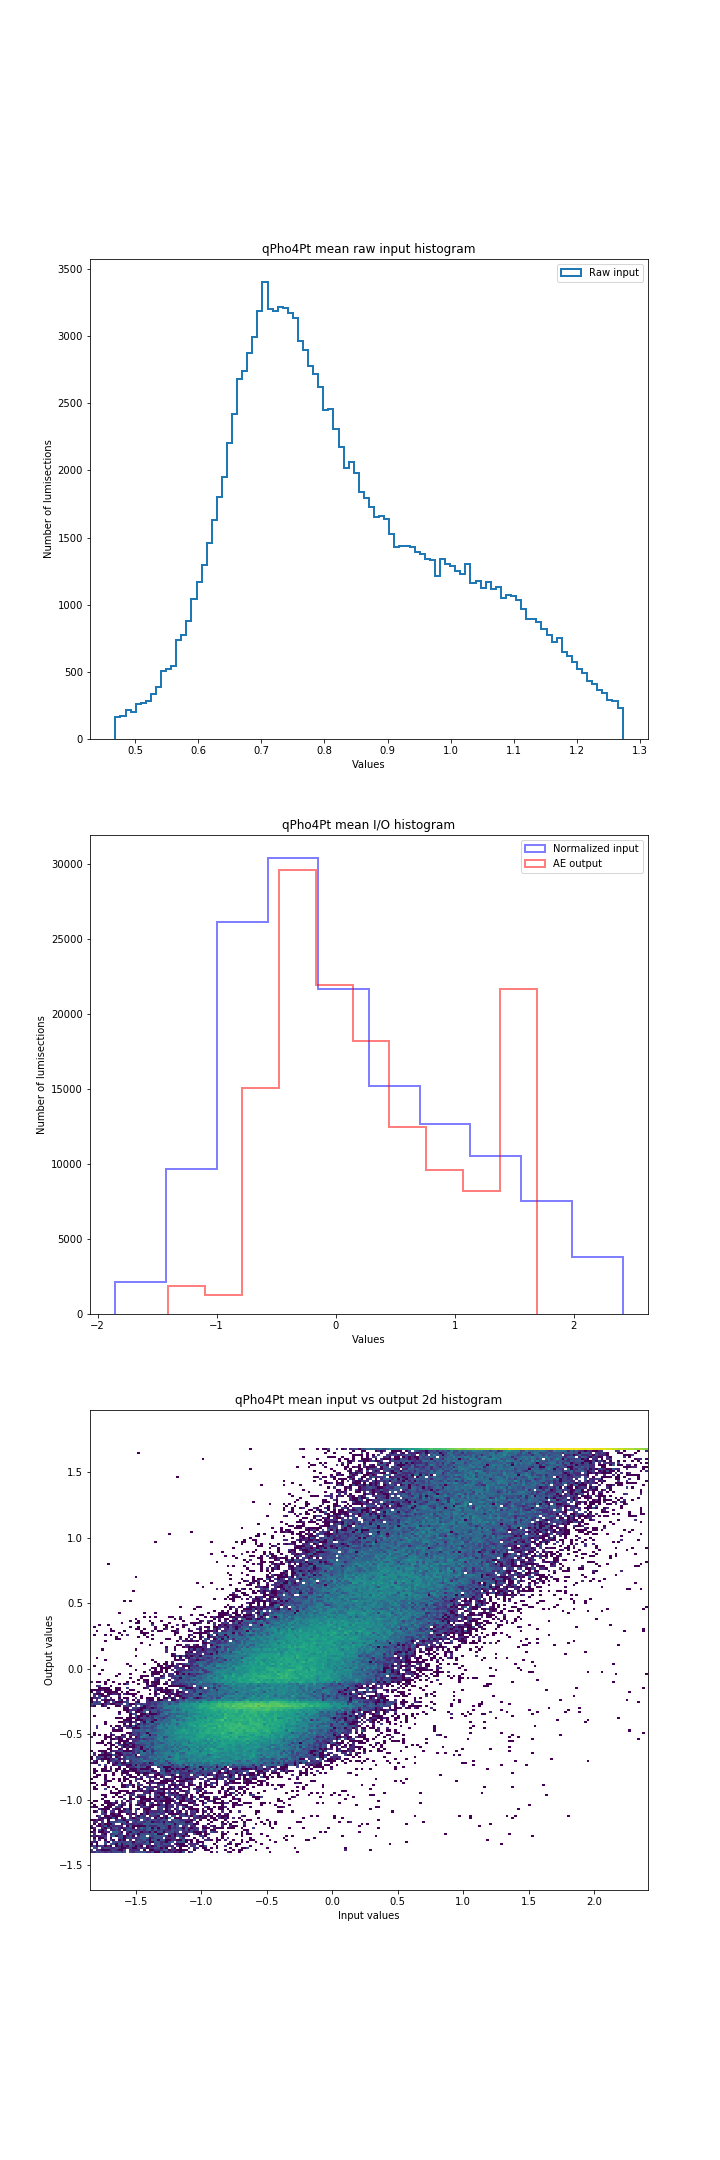 qPho4Pt mean raw input histogram
3500
3000
2500
2000
1500
1000
500
0
Number of lumisections
Raw input
0.5 0.6 0.7 0.8 0.9 1.0 1.1 1.2 1.3
Values
qPho4Pt mean I/O histogram
30000
25000
20000
15000
10000
5000
0
Number of lumisections
Normalized input
AE output
−2 −1 0 1 2
Values
qPho4Pt mean input vs output 2d histogram
1.5
1.0
0.5
0.0
−0.5
−1.0
−1.5
Output values
−1.5 −1.0 −0.5 0.0 0.5 1.0 1.5 2.0
Input values